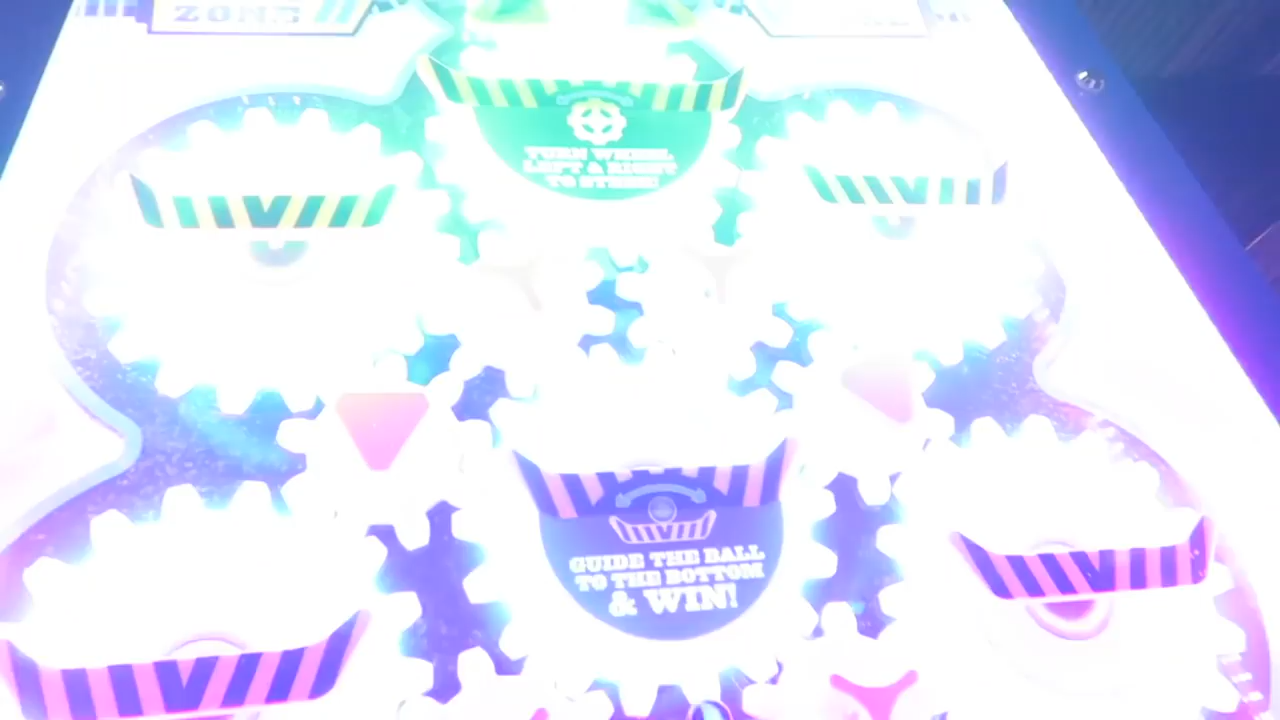 ZONE
TURN WHEEL
LEFT & RIGHT
TO STEER!
GUIDE THE BALL
TO THE BOTTOM
& WIN!